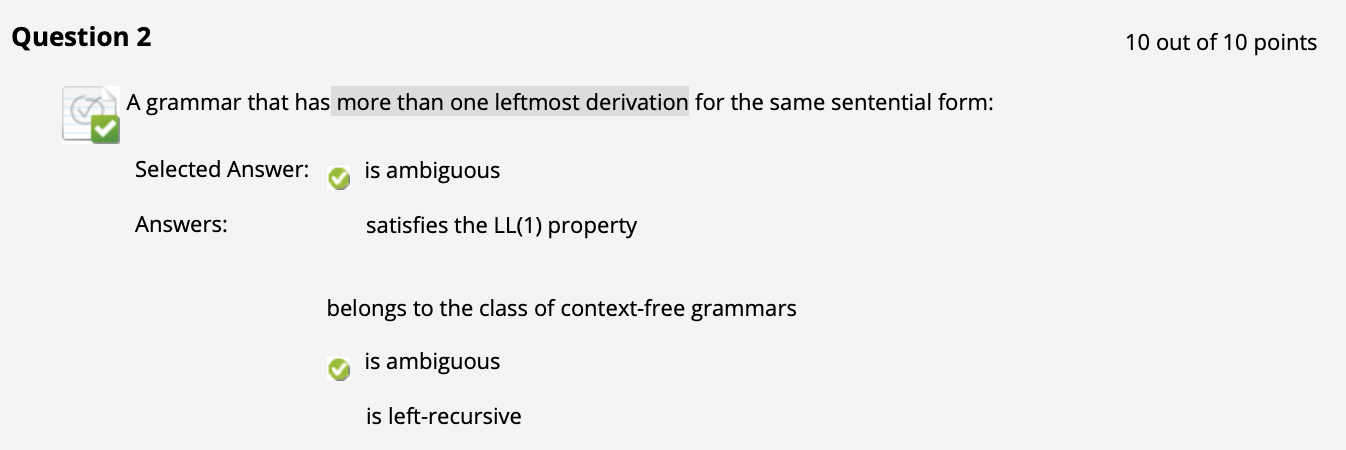 Question 2
10 out of 10 points
A grammar that has more than one leftmost derivation for the same sentential form:
Selected Answer: is ambiguous
Answers: satisfies the LL(1) property
belongs to the class of context-free grammars
is ambiguous
is left-recursive